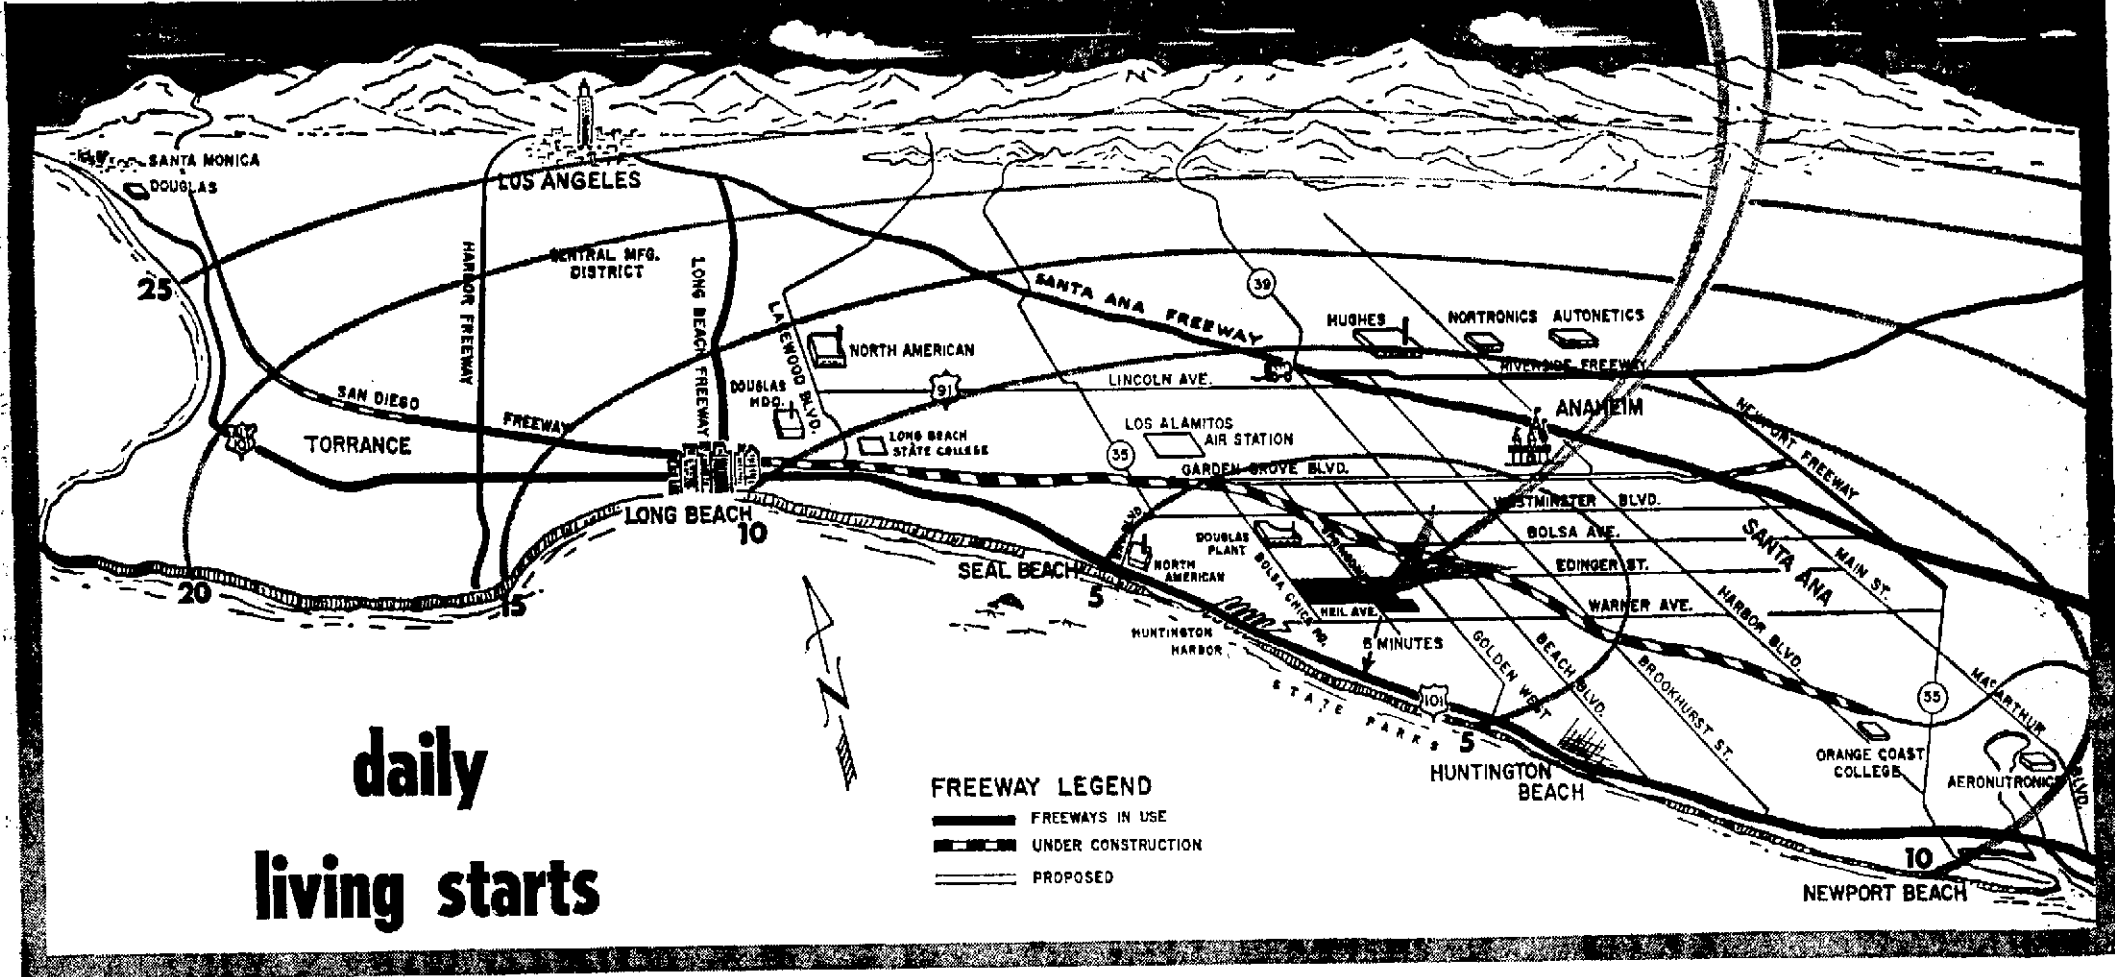 SANTA MONICA
DOUGLAS
LOS ANGELES
25
HARBOR FREEWAY
CENTRAL MFG.
DISTRICT
LONG BEACH FREEWAY
LAKEWOOD BLVD.
NORTH AMERICAN
DOUGLAS
HDQ.
SANTA ANA FREEWAY
39
HUGHES
NORTRONICS
AUTONETICS
RIVERSIDE FREEWAY
91
LINCOLN AVE.
SAN DIEGO
FREEWAY
TORRANCE
LONG BEACH
STATE COLLEGE
LOS ALAMITOS
AIR STATION
35
GARDEN GROVE BLVD.
ANAHEIM
NEWPORT FREEWAY
LONG BEACH
10
WESTMINSTER BLVD.
BOLSA AVE.
EDINGER ST.
WARNER AVE.
SANTA ANA
MAIN ST.
HARBOR BLVD.
DOUGLAS
PLANT
BOLSA CHICA RD.
NORTH
AMERICAN
SEAL BEACH
5
20
15
HEIL AVE.
5 MINUTES
HUNTINGTON
HARBOR
STATE PARKS
101
GOLDEN WEST
BEACH BLVD.
BROOKHURST ST.
55
MACARTHUR
BLVD.
5
HUNTINGTON
BEACH
ORANGE COAST
COLLEGE
AERONUTRONICS
10
NEWPORT BEACH
daily
living starts
FREEWAY LEGEND
FREEWAYS IN USE
UNDER CONSTRUCTION
PROPOSED